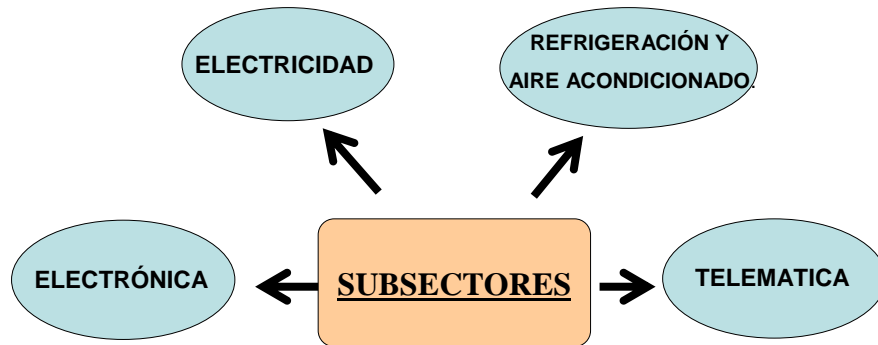 ELECTRICIDAD
REFRIGERACIÓN Y
AIRE ACONDICIONADO.
ELECTRÓNICA
SUBSECTORES
TELEMATICA